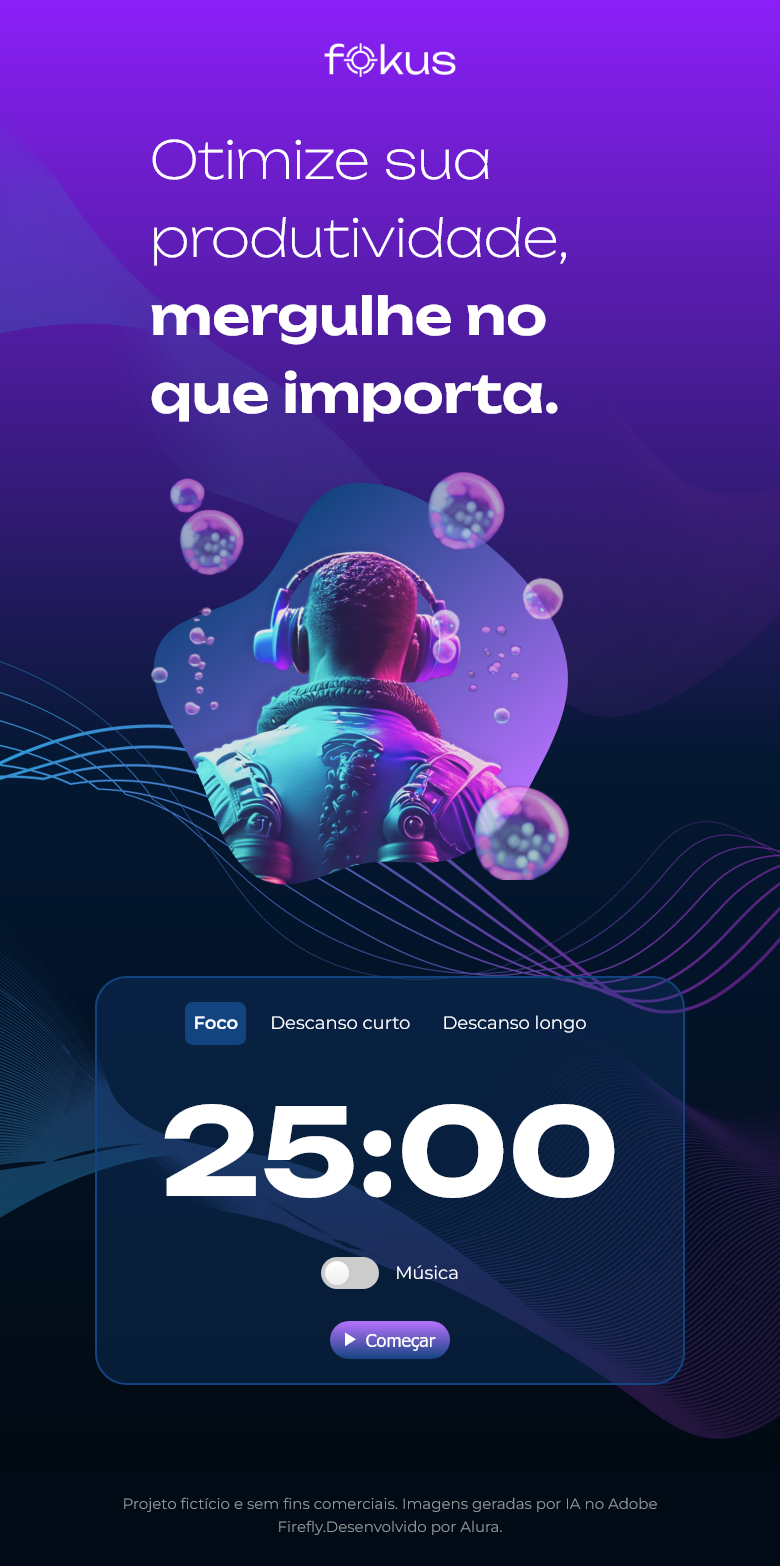 fokus
Otimize sua
produtividade,
mergulhe no
que importa.
Foco Descanso curto Descanso longo
25:00
Música
Começar
Projeto fictício e sem fins comerciais. Imagens geradas por IA no Adobe
Firefly.Desenvolvido por Alura.